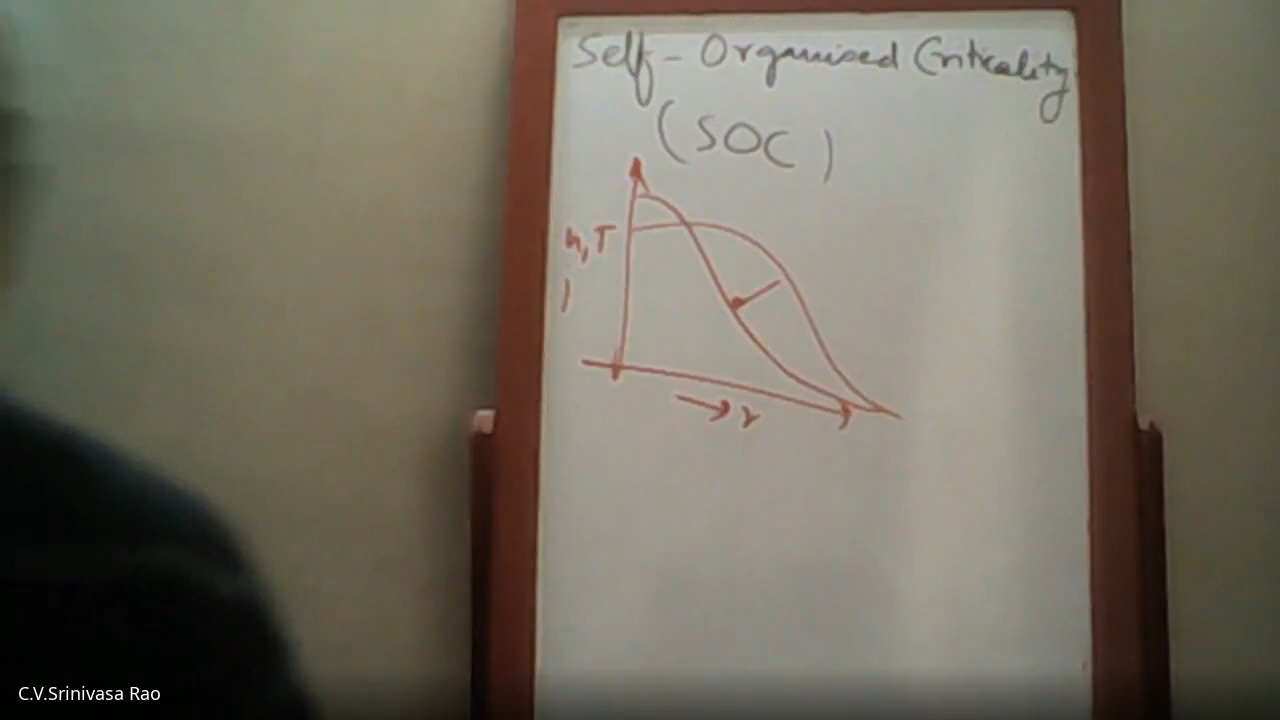 Self-Organised Criticality
(SOC)
n, T
→ r
C.V.Srinivasa Rao